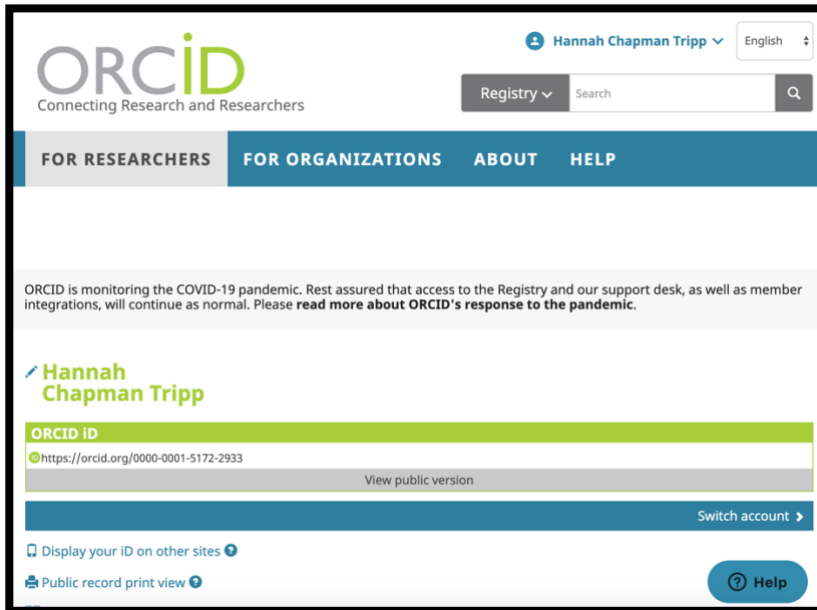 ORCID
Connecting Research and Researchers
Hannah Chapman Tripp
English
Registry
Search
FOR RESEARCHERS
FOR ORGANIZATIONS
ABOUT
HELP
ORCID is monitoring the COVID-19 pandemic. Rest assured that access to the Registry and our support desk, as well as member
integrations, will continue as normal. Please read more about ORCID's response to the pandemic.
Hannah
Chapman Tripp
ORCID iD
iD https://orcid.org/0000-0001-5172-2933
View public version
Switch account
Display your iD on other sites ?
Public record print view ?
? Help